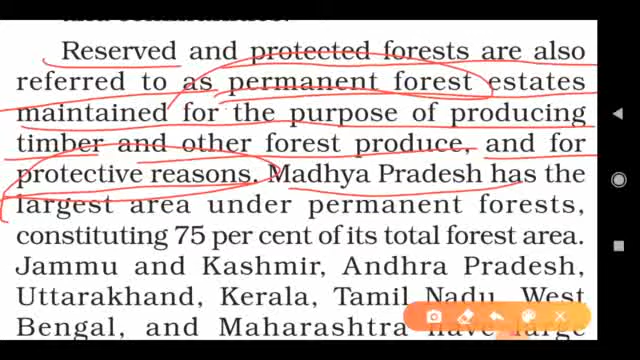 Reserved and protected forests are also
referred to as permanent forest estates
maintained for the purpose of producing
timber and other forest produce, and for
protective reasons. Madhya Pradesh has the
largest area under permanent forests,
constituting 75 per cent of its total forest area.
Jammu and Kashmir, Andhra Pradesh,
Uttarakhand, Kerala, Tamil Nadu, West
Bengal, and Maharashtra have large